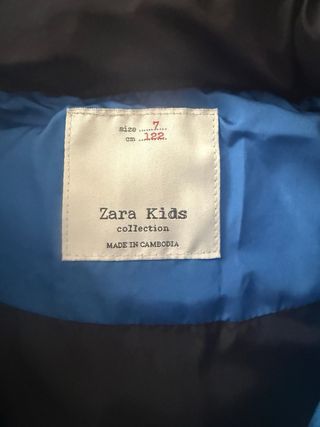 size ......7....
cm ...122.
Zara Kids
collection
MADE IN CAMBODIA